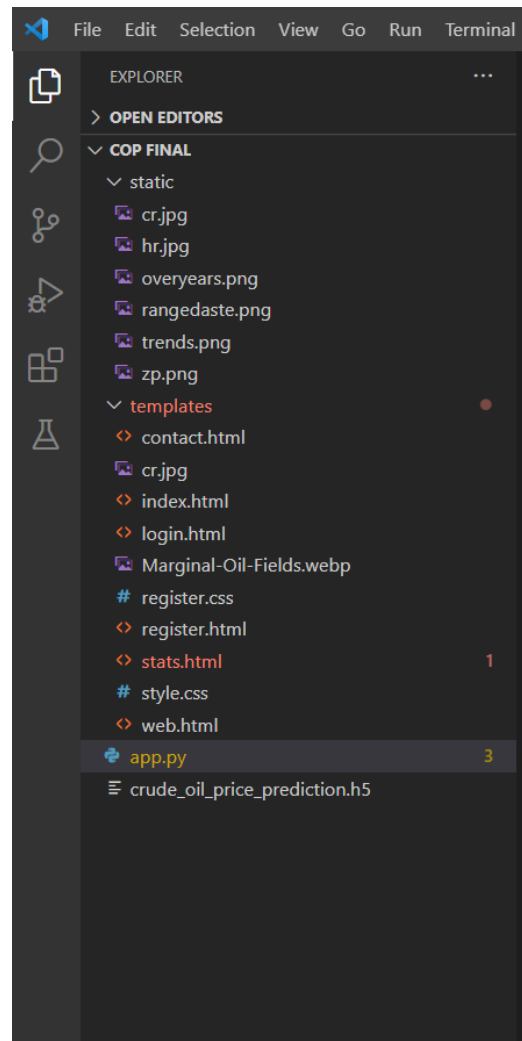 File Edit Selection View Go Run Terminal
EXPLORER ...
OPEN EDITORS
COP FINAL
static
cr.jpg
hr.jpg
overyears.png
rangedaste.png
trends.png
zp.png
templates
contact.html
cr.jpg
index.html
login.html
Marginal-Oil-Fields.webp
# register.css
register.html
stats.html 1
# style.css
web.html
app.py 3
crude_oil_price_prediction.h5